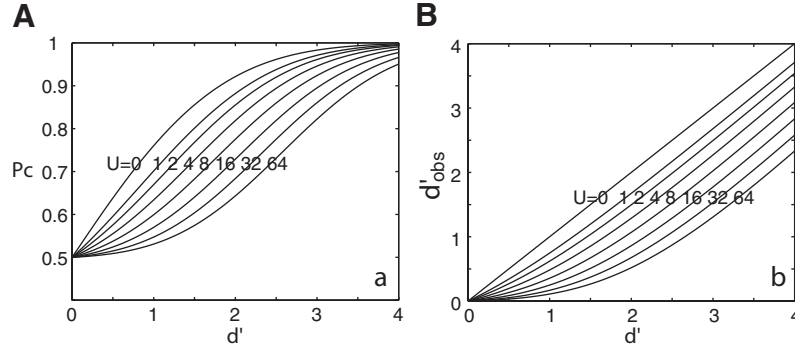 A
1
0.9
0.8
Pc
0.7
U=0 1 2 4 8 16 32 64
0.6
0.5
a
0 1 2 3 4
d'
B
4
3
d'obs
2
U=0 1 2 4 8 16 32 64
1
b
0
0 1 2 3 4
d'